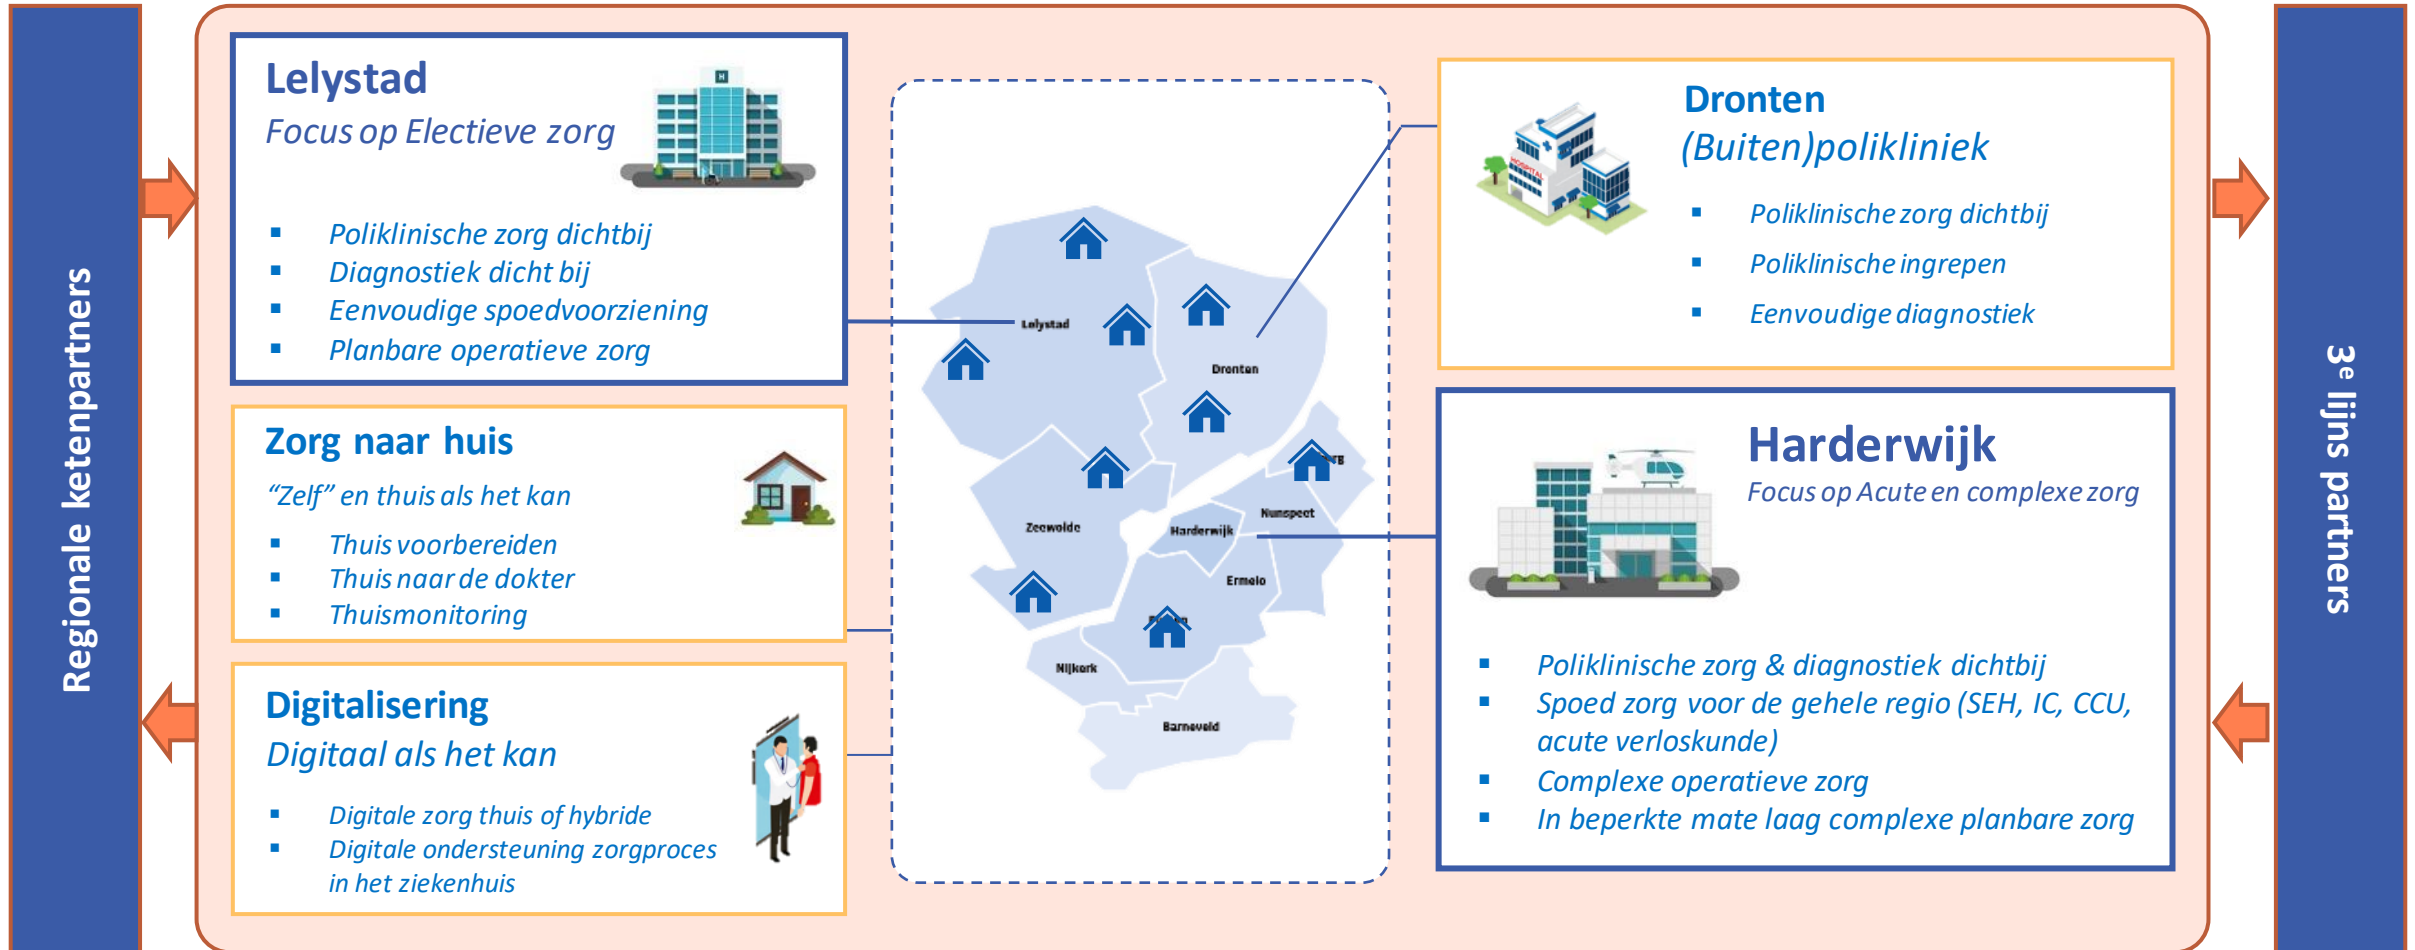 Regionale ketenpartners
Lelystad
Focus op Electieve zorg
H
▪ Poliklinische zorg dichtbij
▪ Diagnostiek dicht bij
▪ Eenvoudige spoedvoorziening
▪ Planbare operatieve zorg
Zorg naar huis
“Zelf” en thuis als het kan
▪ Thuis voorbereiden
▪ Thuis naar de dokter
▪ Thuismonitoring
Digitalisering
Digitaal als het kan
▪ Digitale zorg thuis of hybride
▪ Digitale ondersteuning zorgproces
in het ziekenhuis
Lelystad
Dronten
Zeewolde
Harderwijk
Nunspeet
Ermelo
Nijkerk
Barneveld
Dronten
(Buiten)polikliniek
HOSPITAL
▪ Poliklinische zorg dichtbij
▪ Poliklinische ingrepen
▪ Eenvoudige diagnostiek
Harderwijk
Focus op Acute en complexe zorg
▪ Poliklinische zorg & diagnostiek dichtbij
▪ Spoed zorg voor de gehele regio (SEH, IC, CCU,
acute verloskunde)
▪ Complexe operatieve zorg
▪ In beperkte mate laag complexe planbare zorg
3e lijns partners